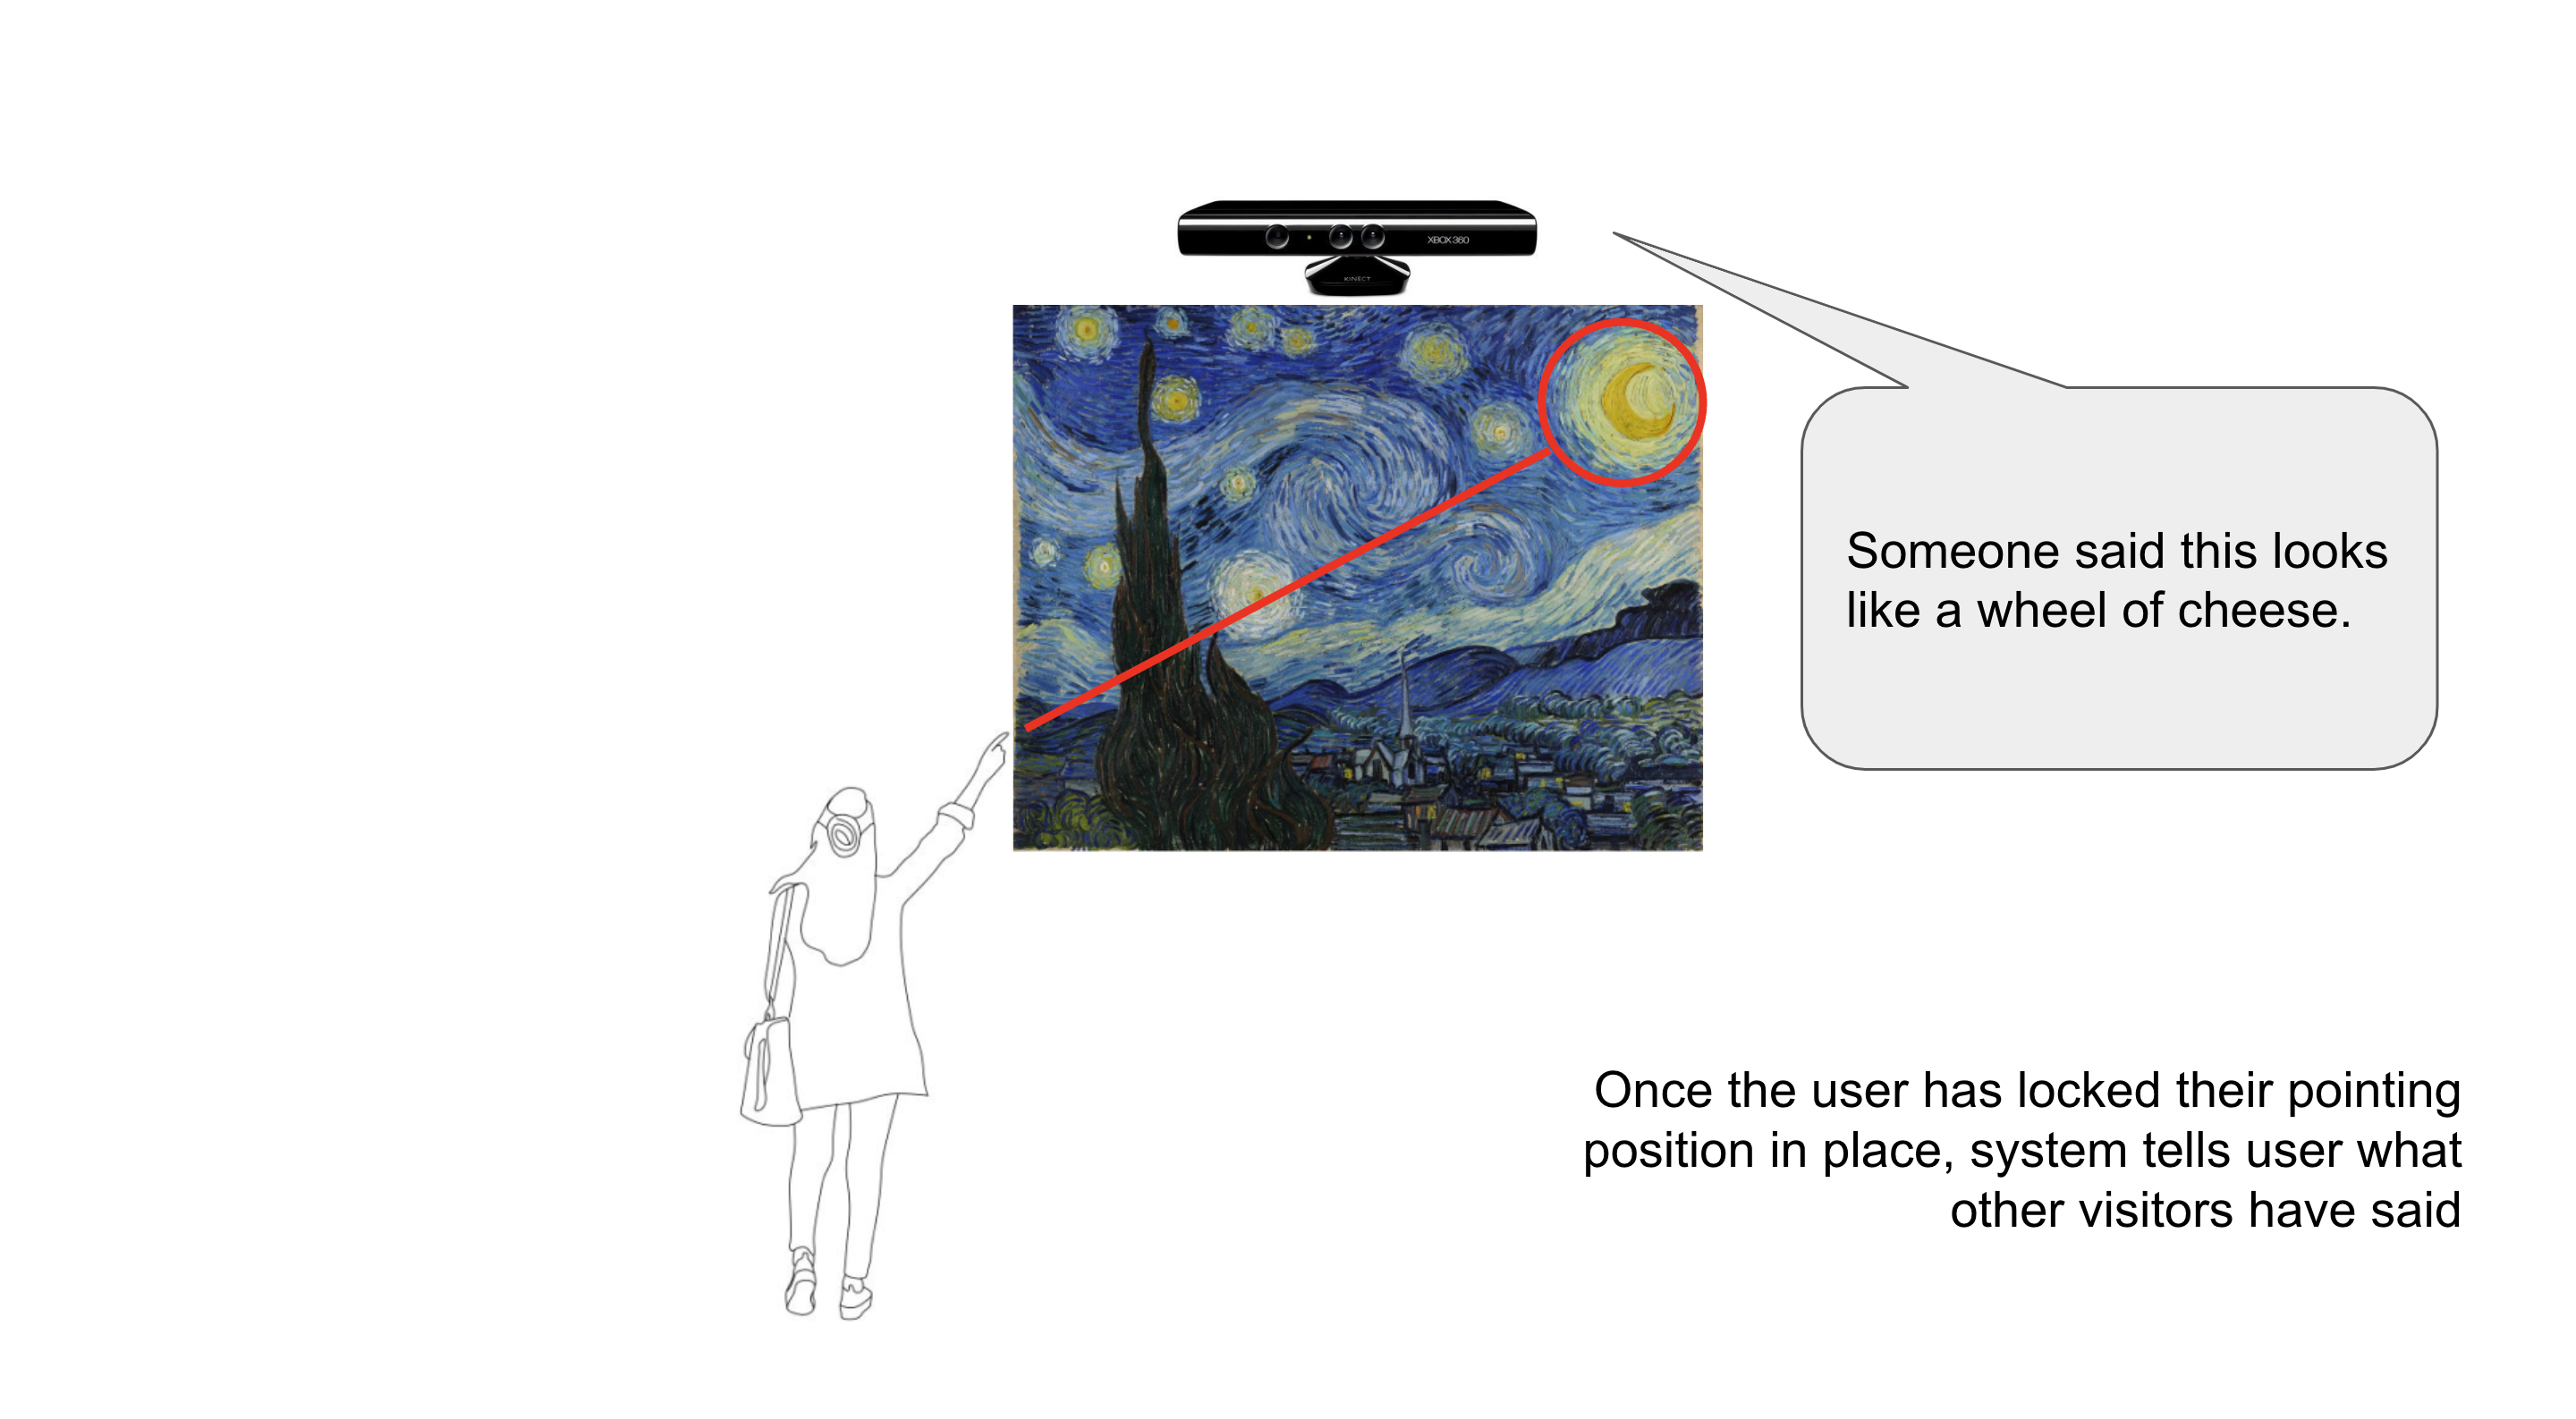 XBOX 360
KINECT
Someone said this looks
like a wheel of cheese.
Once the user has locked their pointing
position in place, system tells user what
other visitors have said